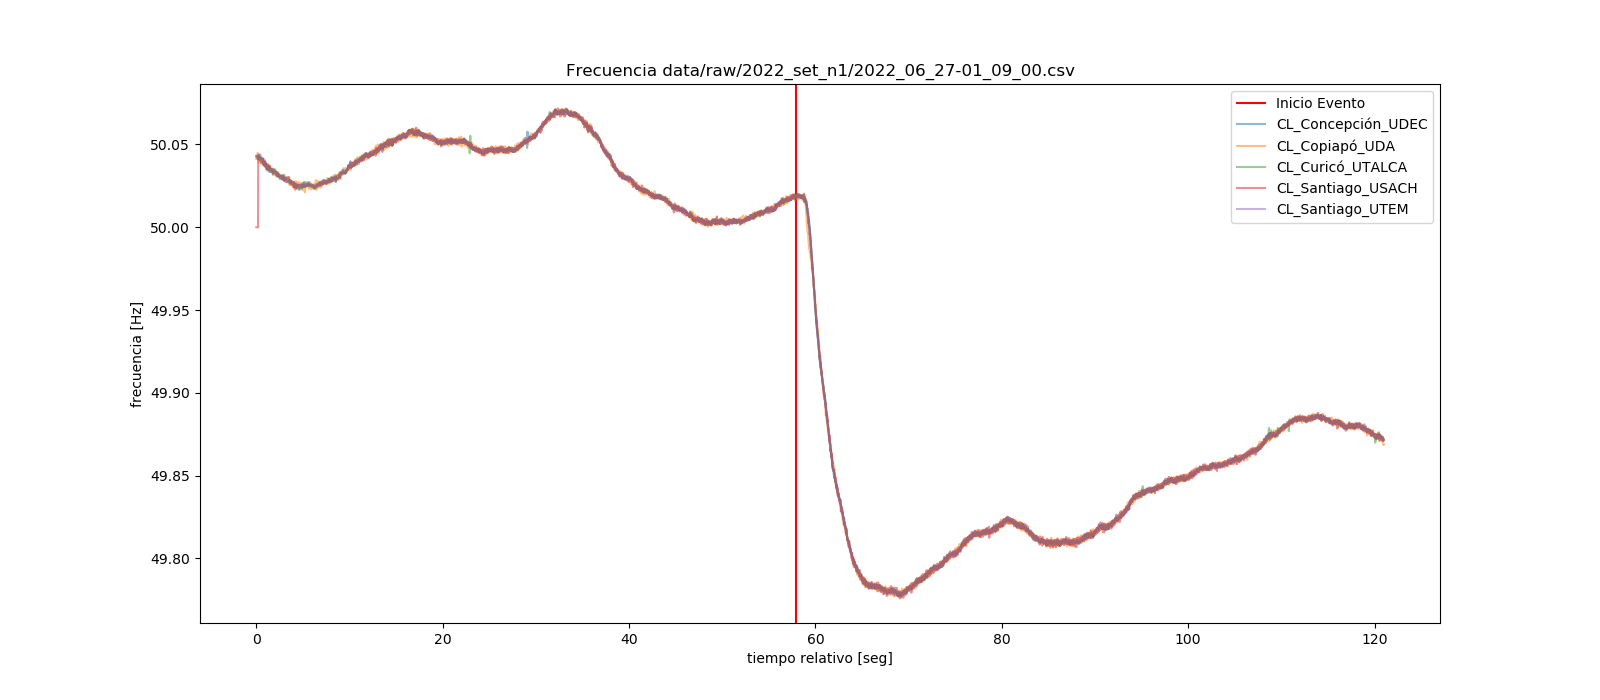 Frecuencia data/raw/2022_set_n1/2022_06_27-01_09_00.csv
Inicio Evento
CL_Concepción_UDEC
CL_Copiapó_UDA
CL_Curicó_UTALCA
CL_Santiago_USACH
CL_Santiago_UTEM
frecuencia [Hz]
50.05
50.00
49.95
49.90
49.85
49.80
0 20 40 60 80 100 120
tiempo relativo [seg]